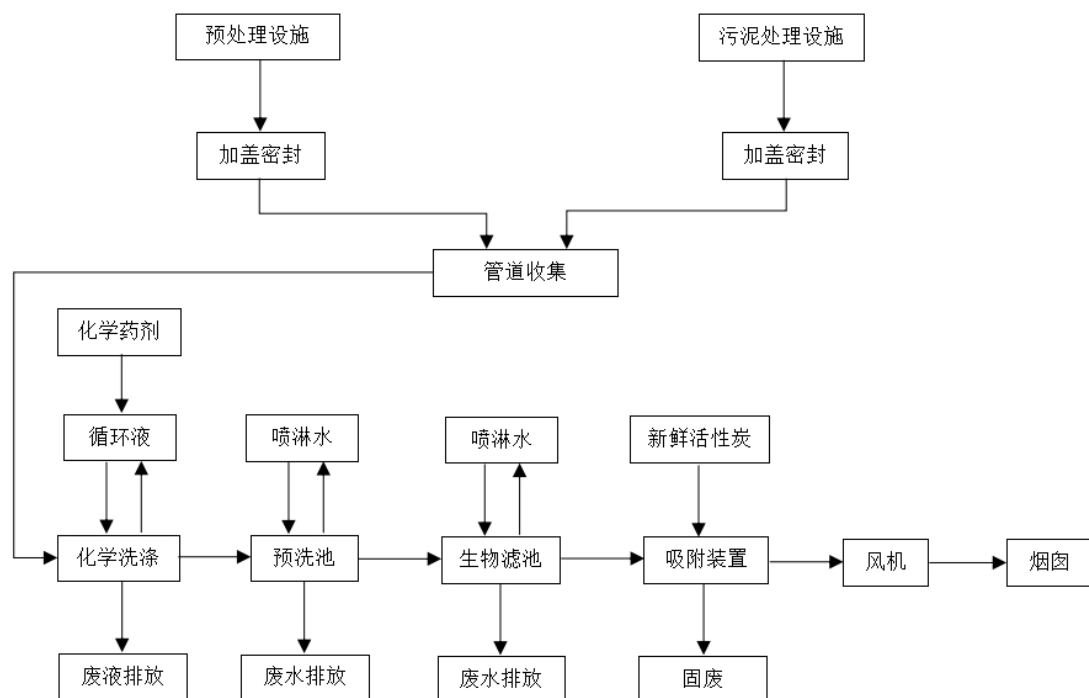 预处理设施
污泥处理设施
加盖密封
加盖密封
管道收集
化学药剂
循环液
喷淋水
喷淋水
新鲜活性炭
化学洗涤
预洗池
生物滤池
吸附装置
风机
烟囱
废液排放
废水排放
废水排放
固废